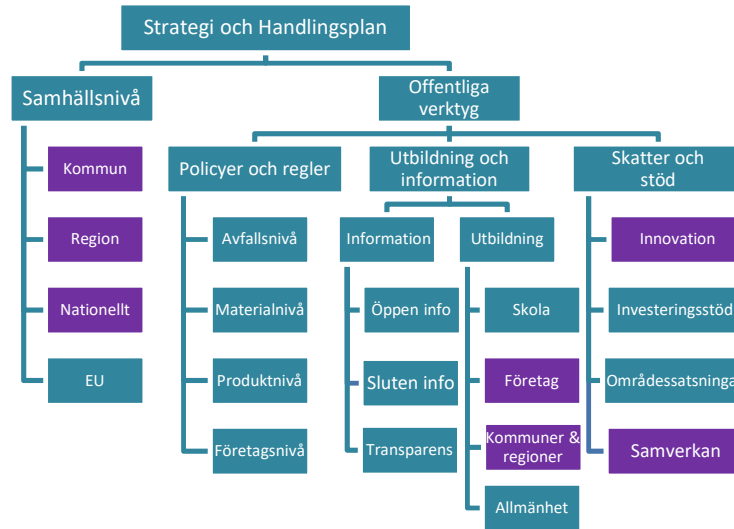 Strategi och Handlingsplan
Samhällsnivå
Offentliga
verktyg
Kommun
Region
Nationellt
EU
Policyer och regler
Utbildning och
information
Skatter och
stöd
Avfallsnivå
Materialnivå
Produktnivå
Företagsnivå
Information
Utbildning
Öppen info
Sluten info
Transparens
Skola
Företag
Kommuner &
regioner
Allmänhet
Innovation
Investeringsstöd
Områdessatsninga
Samverkan